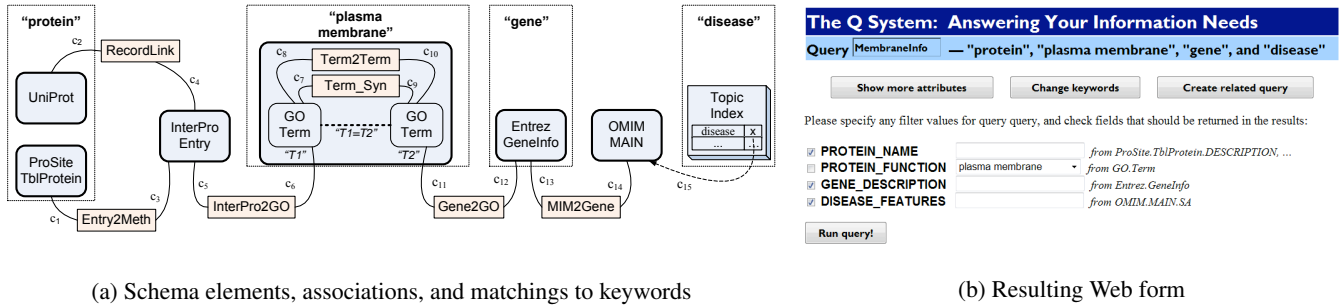 "protein"
"plasma membrane"
"gene"
"disease"
c2
RecordLink
c4
UniProt
ProSite TblProtein
c1
Entry2Meth
c3
InterPro Entry
c5
InterPro2GO
c6
c8
Term2Term
c10
c7
Term_Syn
c9
GO Term
"T1=T2"
GO Term
"T1"
"T2"
c11
Gene2GO
c12
Entrez GeneInfo
c13
MIM2Gene
c14
OMIM MAIN
c15
Topic Index
disease x
... ...
(a) Schema elements, associations, and matchings to keywords
The Q System: Answering Your Information Needs
Query MembraneInfo — "protein", "plasma membrane", "gene", and "disease"
Show more attributes
Change keywords
Create related query
Please specify any filter values for query query, and check fields that should be returned in the results:
PROTEIN_NAME from ProSite.TblProtein.DESCRIPTION, ...
PROTEIN_FUNCTION plasma membrane from GO.Term
GENE_DESCRIPTION from Entrez.GeneInfo
DISEASE_FEATURES from OMIM.MAIN.SA
Run query!
(b) Resulting Web form